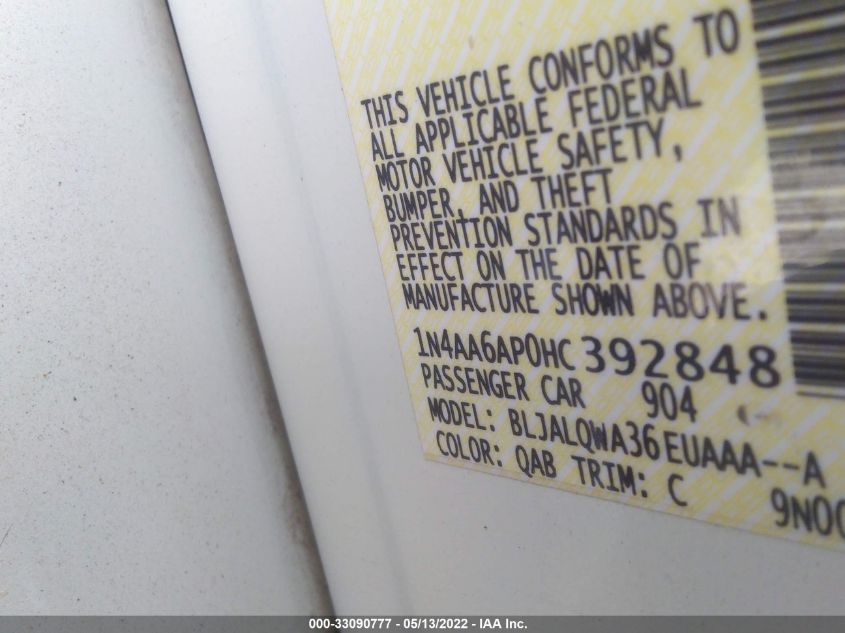 THIS VEHICLE CONFORMS TO
ALL APPLICABLE FEDERAL
MOTOR VEHICLE SAFETY,
BUMPER, AND THEFT
PREVENTION STANDARDS IN
EFFECT ON THE DATE OF
MANUFACTURE SHOWN ABOVE.
1N4AA6AP0HC392848
PASSENGER CAR 904
MODEL: BLJALQWA36EUAAA--A
COLOR: QAB TRIM: C
000-33090777 - 05/13/2022 - IAA Inc.